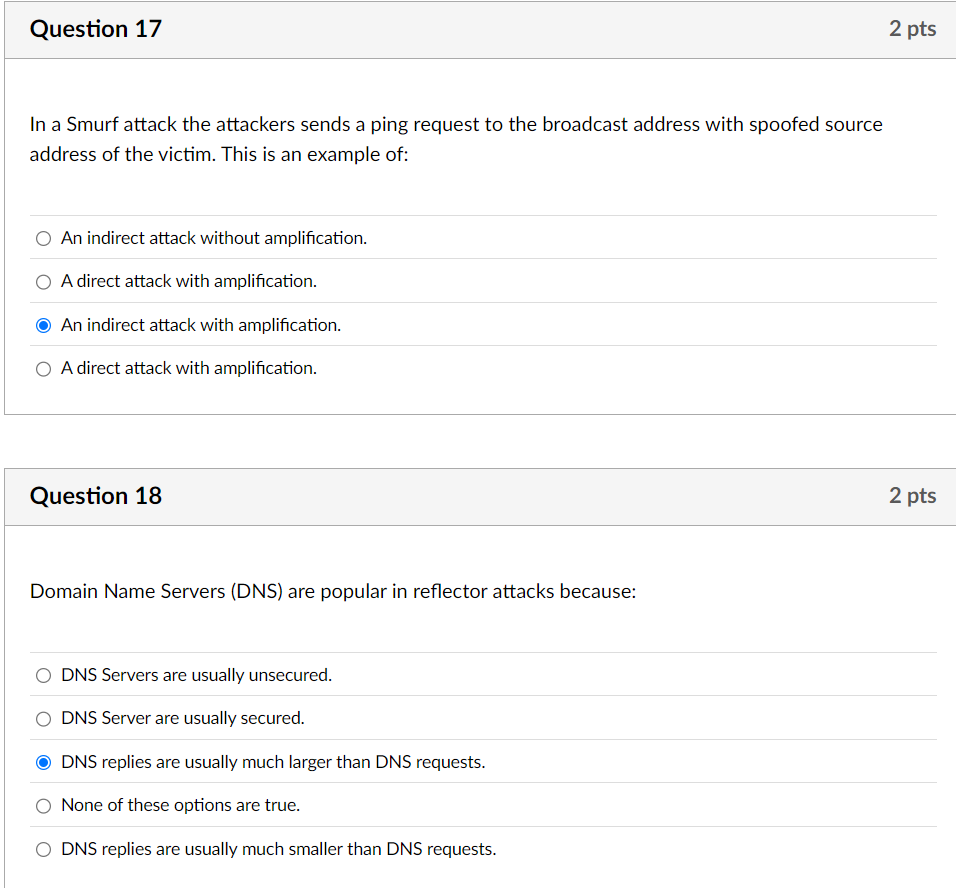 Question 17
2 pts
In a Smurf attack the attackers sends a ping request to the broadcast address with spoofed source
address of the victim. This is an example of:
An indirect attack without amplification.
A direct attack with amplification.
An indirect attack with amplification.
A direct attack with amplification.
Question 18
2 pts
Domain Name Servers (DNS) are popular in reflector attacks because:
DNS Servers are usually unsecured.
DNS Server are usually secured.
DNS replies are usually much larger than DNS requests.
None of these options are true.
DNS replies are usually much smaller than DNS requests.